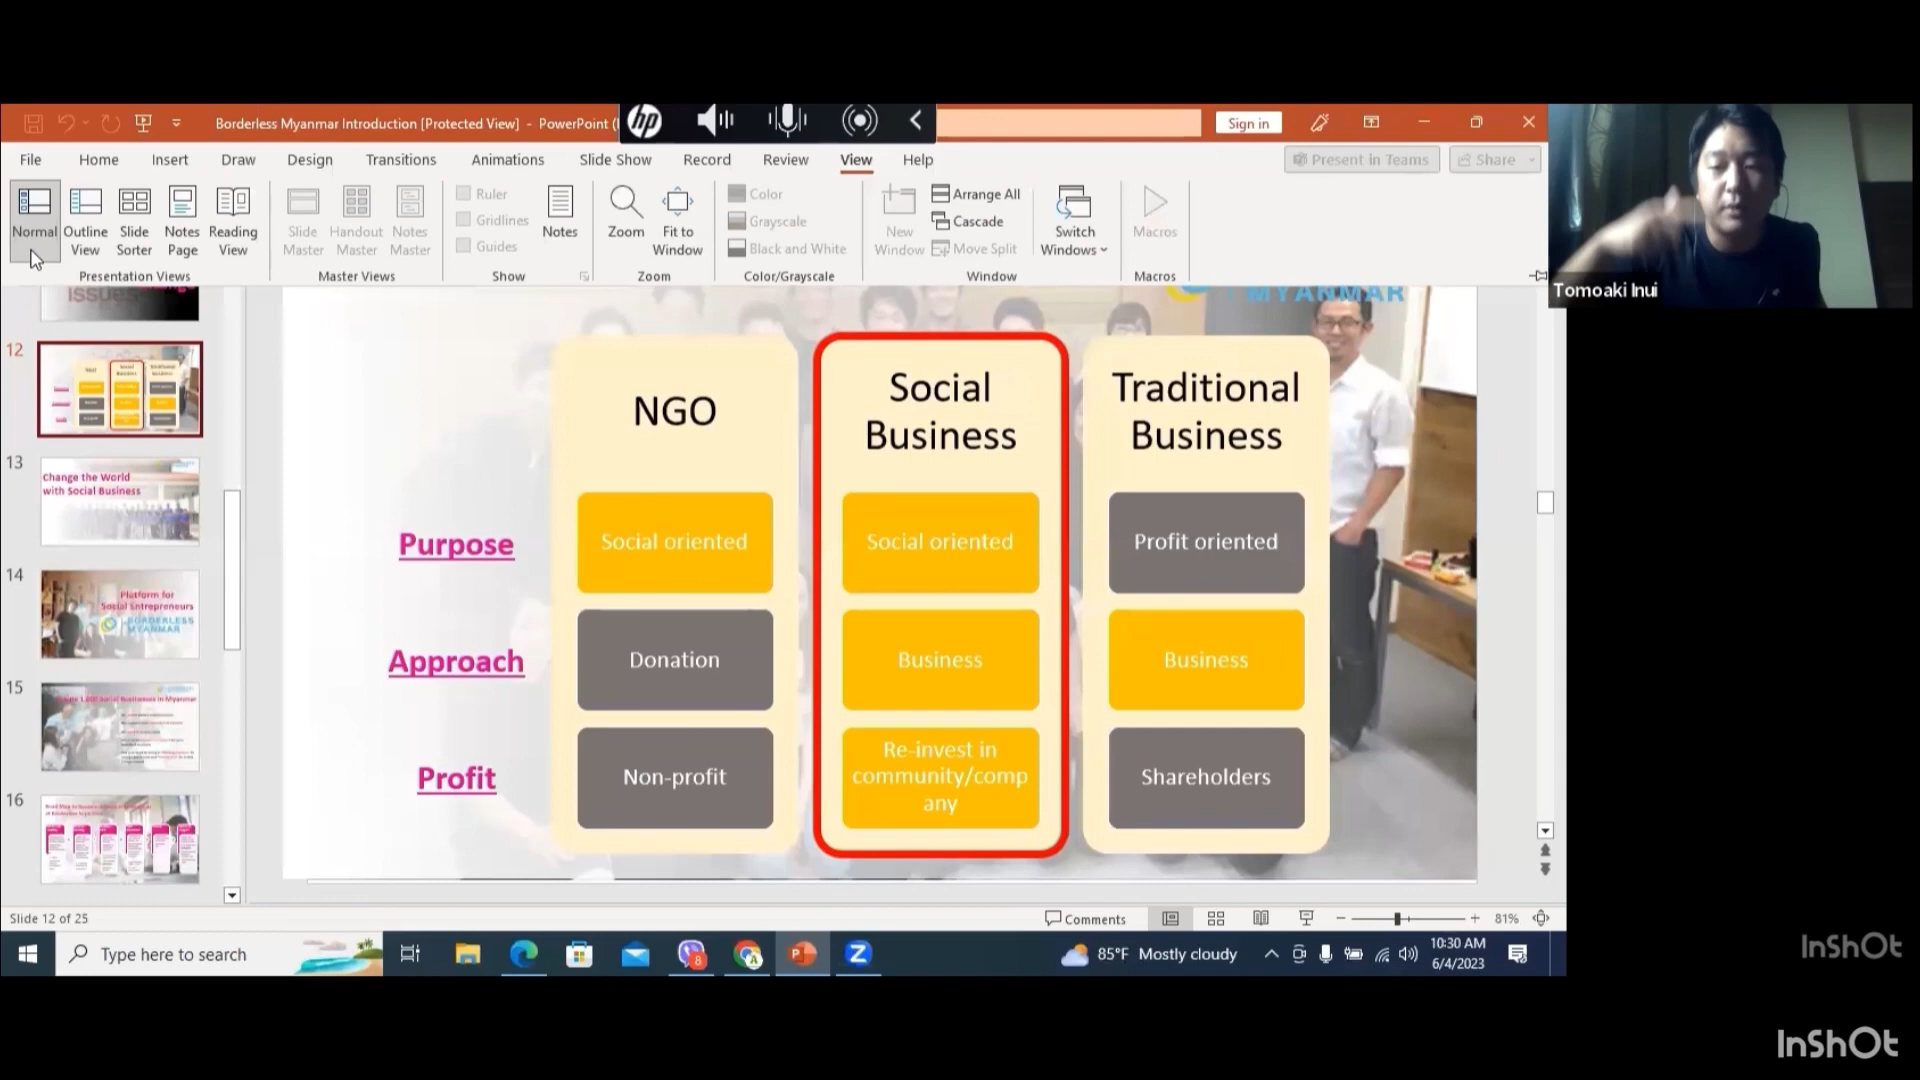 Borderless Myanmar Introduction [Protected View] - PowerPoint (
hp
Sign in
File Home Insert Draw Design Transitions Animations Slide Show Record Review View Help
Present in Teams
Share
Normal
Outline View
Slide Sorter
Notes Page
Reading View
Presentation Views
Slide Master
Handout Master
Notes Master
Master Views
Ruler
Gridlines
Guides
Show
Notes
Zoom
Fit to Window
Zoom
Color
Grayscale
Black and White
Color/Grayscale
New Window
Arrange All
Cascade
Move Split
Switch Windows
Window
Macros
Macros
Tomoaki Inui
issues
12
13
Change the World
with Social Business
14
Platform for
Social Entrepreneurs
BORDERLESS
MYANMAR
15
16
MYANMAR
NGO
Social
Business
Traditional
Business
Purpose
Social oriented
Social oriented
Profit oriented
Approach
Donation
Business
Business
Profit
Non-profit
Re-invest in
community/comp
any
Shareholders
Slide 12 of 25
Comments
81%
Type here to search
8
A
85°F Mostly cloudy
10:30 AM
6/4/2023
InShOt
InShOt